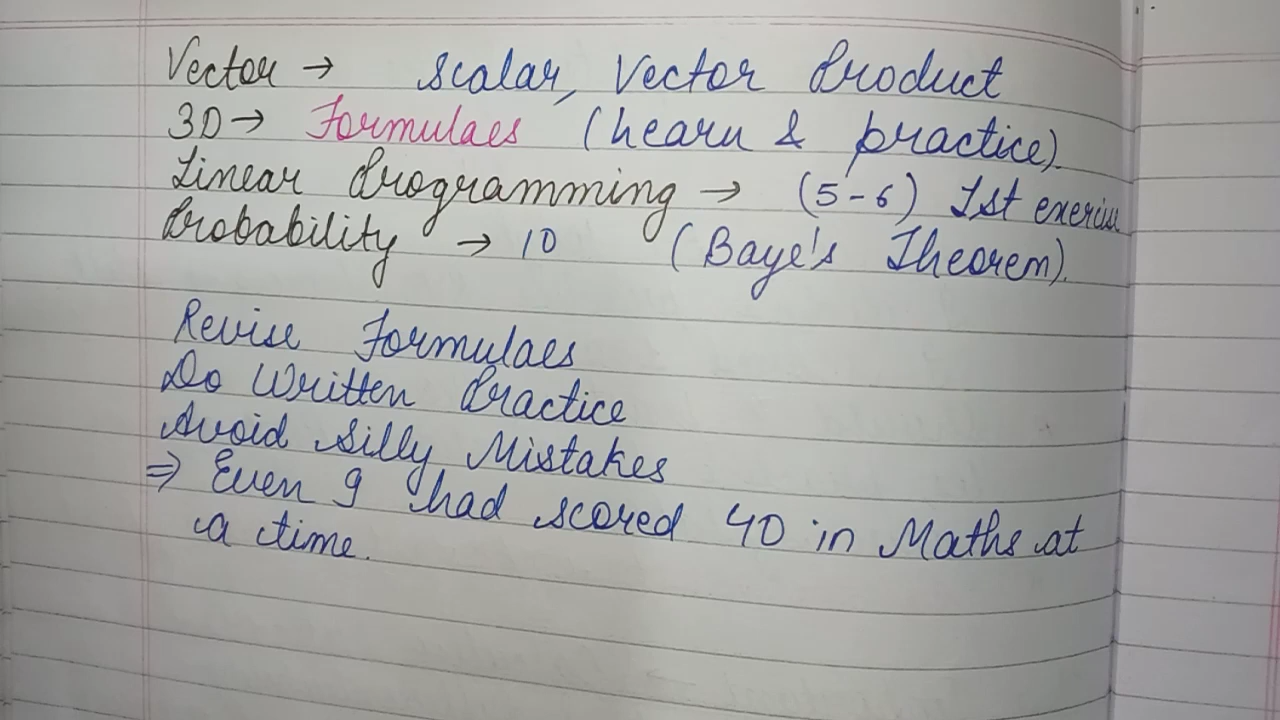 Vector → Scalar, Vector Product
3D → Formulaes (Learn & practice).
Linear Programming → (5-6) Ist exercise
Probability → 10 (Baye's Theorem).
Revise Formulaes
Do Written Practice
Avoid Silly Mistakes
⇒ Even I had scored 40 in Maths at
a time.